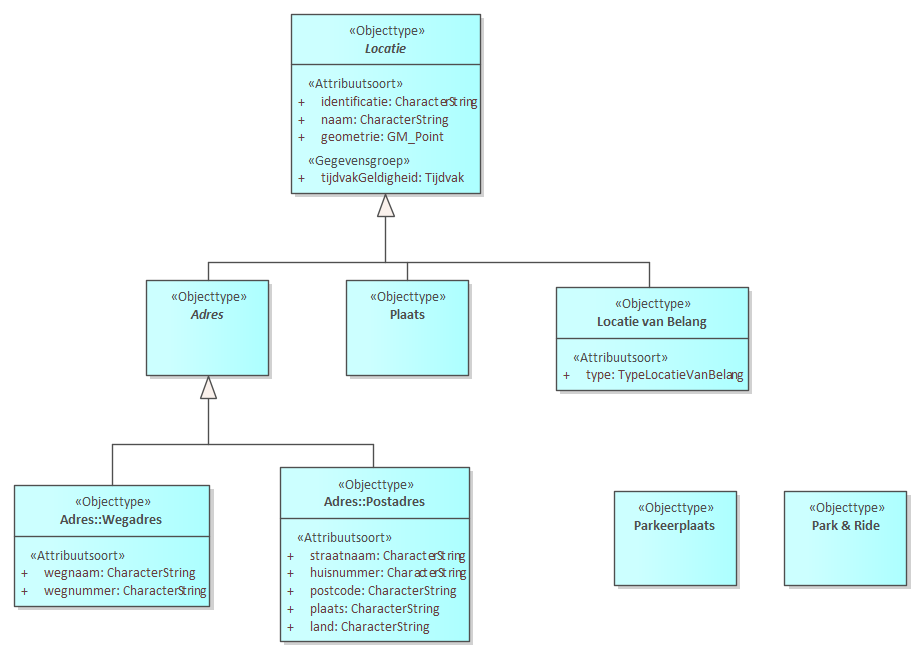 «Objecttype»
Locatie
«Attribuutsoort»
+ identificatie: CharacterString
+ naam: CharacterString
+ geometrie: GM_Point
«Gegevensgroep»
+ tijdvakGeldigheid: Tijdvak
«Objecttype»
Adres
«Objecttype»
Plaats
«Objecttype»
Locatie van Belang
«Attribuutsoort»
+ type: TypeLocatieVanBelang
«Objecttype»
Adres::Wegadres
«Attribuutsoort»
+ wegnaam: CharacterString
+ wegnummer: CharacterString
«Objecttype»
Adres::Postadres
«Attribuutsoort»
+ straatnaam: CharacterString
+ huisnummer: CharacterString
+ postcode: CharacterString
+ plaats: CharacterString
+ land: CharacterString
«Objecttype»
Parkeerplaats
«Objecttype»
Park & Ride